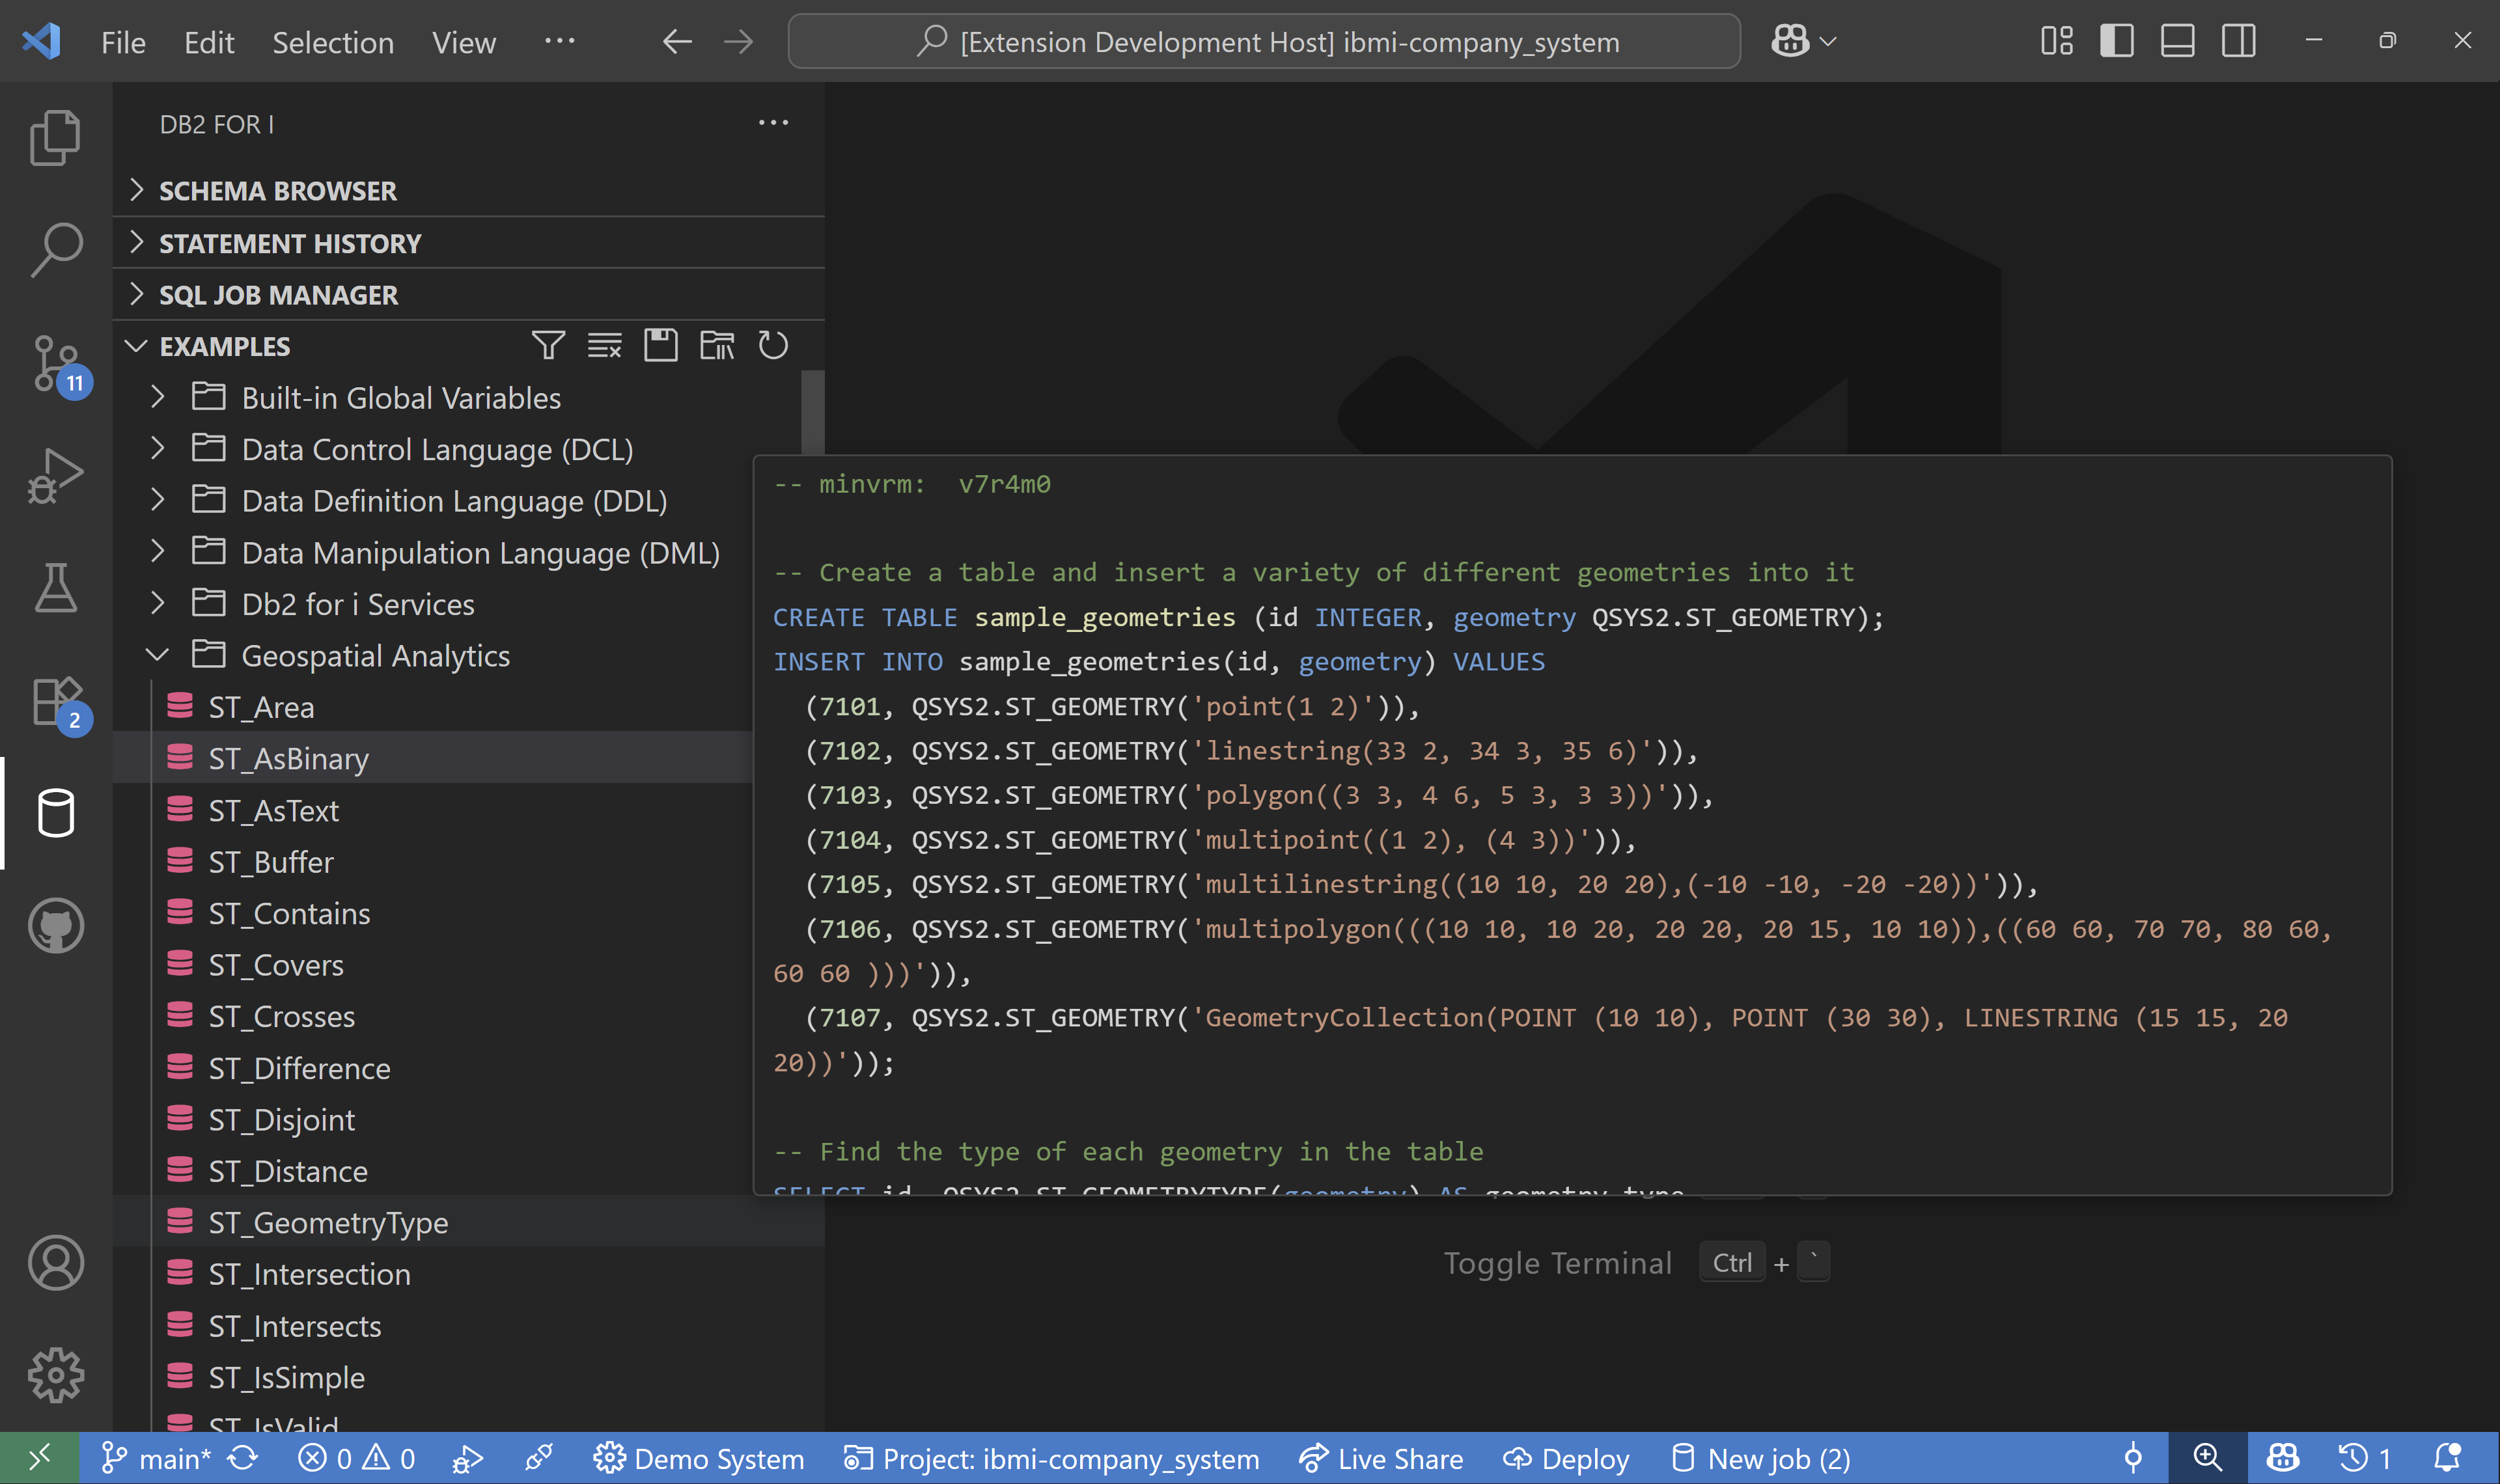 File Edit Selection View ··· [Extension Development Host] ibmi-company_system
DB2 FOR I
SCHEMA BROWSER
STATEMENT HISTORY
SQL JOB MANAGER
EXAMPLES
Built-in Global Variables
Data Control Language (DCL)
Data Definition Language (DDL)
Data Manipulation Language (DML)
Db2 for i Services
Geospatial Analytics
ST_Area
ST_AsBinary
ST_AsText
ST_Buffer
ST_Contains
ST_Covers
ST_Crosses
ST_Difference
ST_Disjoint
ST_Distance
ST_GeometryType
ST_Intersection
ST_Intersects
ST_IsSimple
ST_IsValid
11
2
-- minvrm:  v7r4m0
-- Create a table and insert a variety of different geometries into it
CREATE TABLE sample_geometries (id INTEGER, geometry QSYS2.ST_GEOMETRY);
INSERT INTO sample_geometries(id, geometry) VALUES
  (7101, QSYS2.ST_GEOMETRY('point(1 2)')),
  (7102, QSYS2.ST_GEOMETRY('linestring(33 2, 34 3, 35 6)')),
  (7103, QSYS2.ST_GEOMETRY('polygon((3 3, 4 6, 5 3, 3 3))')),
  (7104, QSYS2.ST_GEOMETRY('multipoint((1 2), (4 3))')),
  (7105, QSYS2.ST_GEOMETRY('multilinestring((10 10, 20 20),(-10 -10, -20 -20))')),
  (7106, QSYS2.ST_GEOMETRY('multipolygon(((10 10, 10 20, 20 20, 20 15, 10 10)),((60 60, 70 70, 80 60,
60 60 )))')),
  (7107, QSYS2.ST_GEOMETRY('GeometryCollection(POINT (10 10), POINT (30 30), LINESTRING (15 15, 20
20))'));
-- Find the type of each geometry in the table
SELECT id, QSYS2.ST_GEOMETRYTYPE(geometry) AS geometry_type
Toggle Terminal Ctrl + `
main* 0 0 Demo System Project: ibmi-company_system Live Share Deploy New job (2) 1